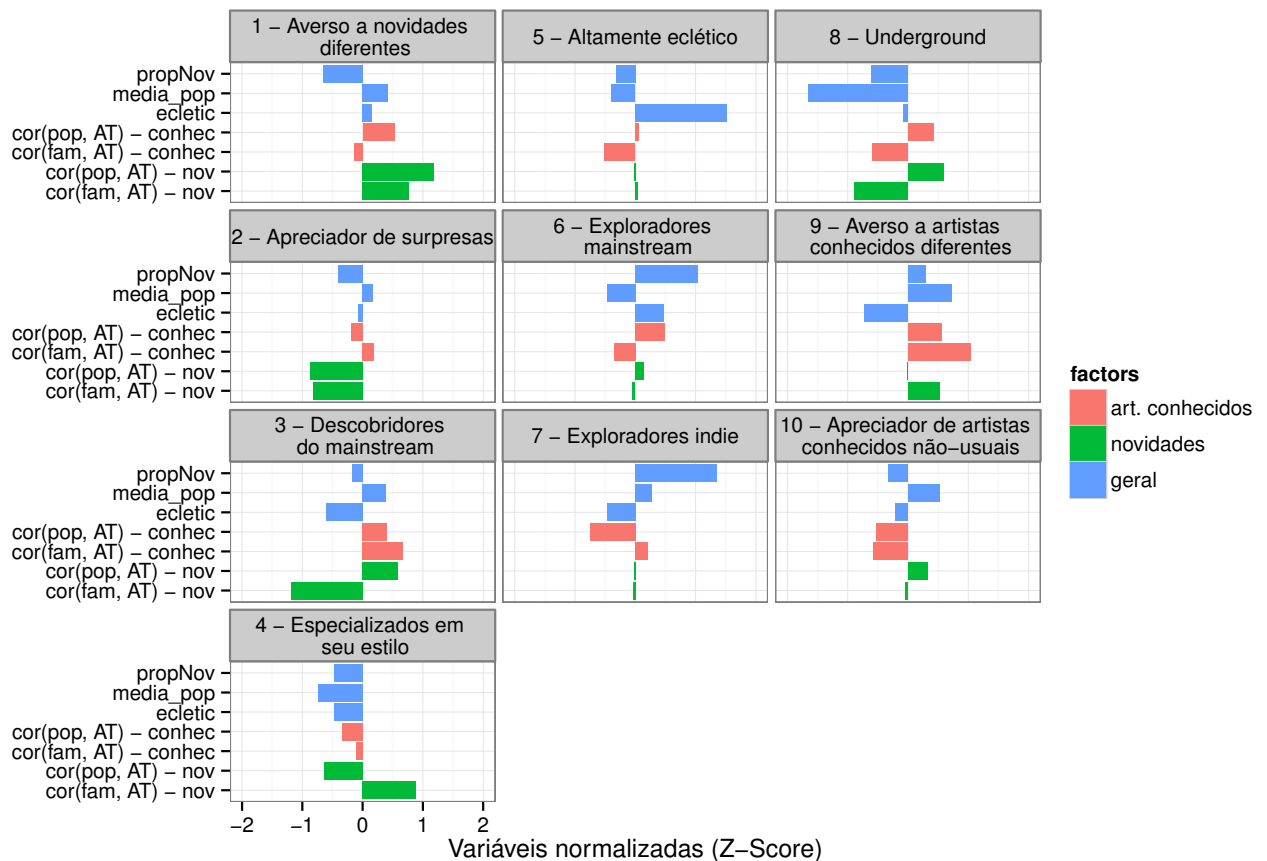 1 − Averso a novidades
diferentes
5 − Altamente eclético
8 − Underground
propNov
media_pop
ecletic
cor(pop, AT) − conhec
cor(fam, AT) − conhec
cor(pop, AT) − nov
cor(fam, AT) − nov
2 − Apreciador de surpresas
6 − Exploradores
mainstream
9 − Averso a artistas
conhecidos diferentes
propNov
media_pop
ecletic
cor(pop, AT) − conhec
cor(fam, AT) − conhec
cor(pop, AT) − nov
cor(fam, AT) − nov
3 − Descobridores
do mainstream
7 − Exploradores indie
10 − Apreciador de artistas
conhecidos não−usuais
propNov
media_pop
ecletic
cor(pop, AT) − conhec
cor(fam, AT) − conhec
cor(pop, AT) − nov
cor(fam, AT) − nov
4 − Especializados em
seu estilo
propNov
media_pop
ecletic
cor(pop, AT) − conhec
cor(fam, AT) − conhec
cor(pop, AT) − nov
cor(fam, AT) − nov
−2 −1 0 1 2
Variáveis normalizadas (Z−Score)
factors
art. conhecidos
novidades
geral